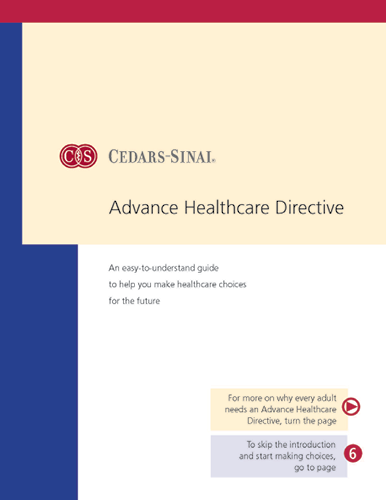 CS CEDARS-SINAI®
Advance Healthcare Directive
An easy-to-understand guide
to help you make healthcare choices
for the future
For more on why every adult
needs an Advance Healthcare
Directive, turn the page
To skip the introduction
and start making choices,
go to page
6